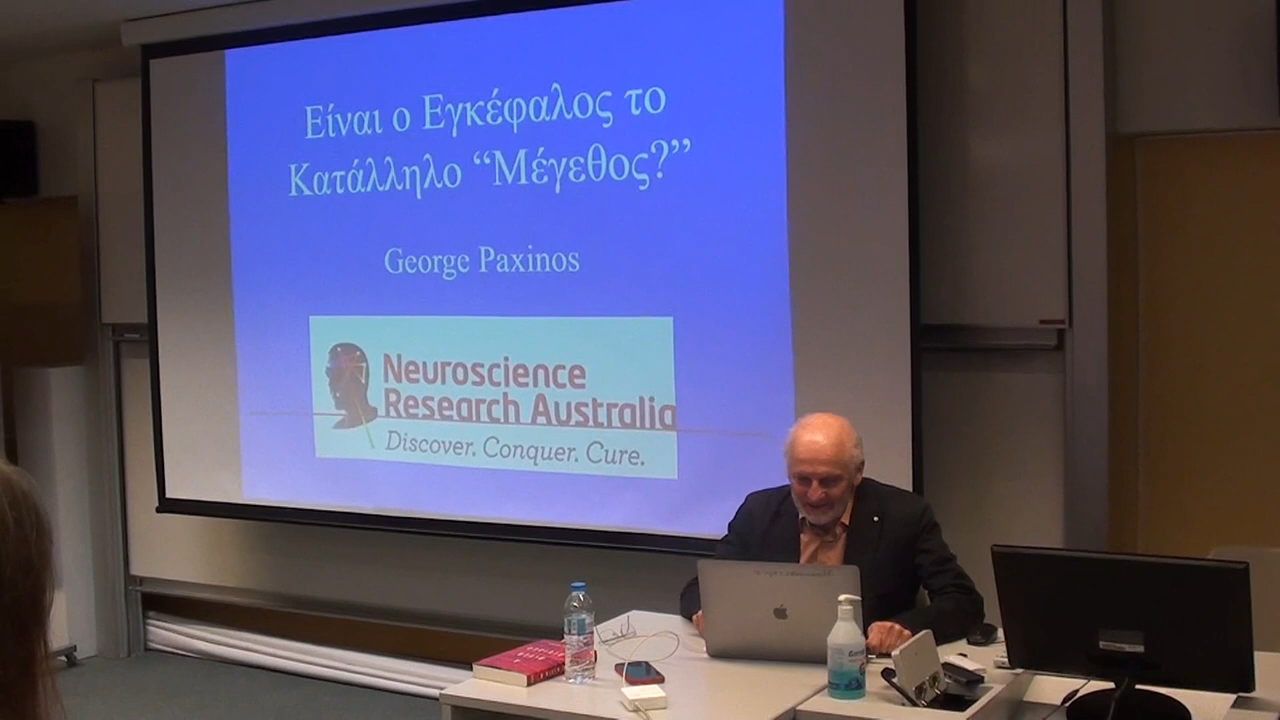 Είναι ο Εγκέφαλος το
Κατάλληλο “Μέγεθος?”
George Paxinos
Neuroscience
Research Australia
Discover. Conquer. Cure.